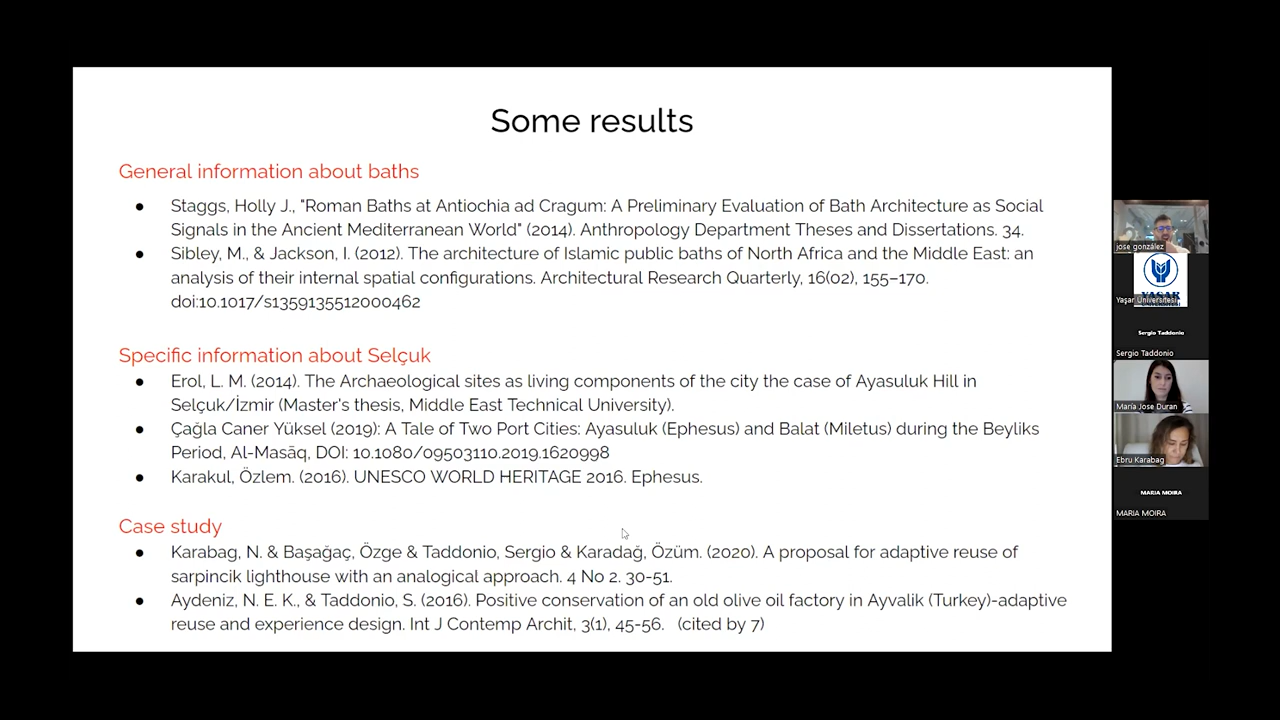 Some results
General information about baths
● Staggs, Holly J., "Roman Baths at Antiochia ad Cragum: A Preliminary Evaluation of Bath Architecture as Social
Signals in the Ancient Mediterranean World" (2014). Anthropology Department Theses and Dissertations. 34.
● Sibley, M., & Jackson, I. (2012). The architecture of Islamic public baths of North Africa and the Middle East: an
analysis of their internal spatial configurations. Architectural Research Quarterly, 16(02), 155–170.
doi:10.1017/s1359135512000462
Specific information about Selçuk
● Erol, L. M. (2014). The Archaeological sites as living components of the city the case of Ayasuluk Hill in
Selçuk/İzmir (Master's thesis, Middle East Technical University).
● Çağla Caner Yüksel (2019): A Tale of Two Port Cities: Ayasuluk (Ephesus) and Balat (Miletus) during the Beyliks
Period, Al-Masāq, DOI: 10.1080/09503110.2019.1620998
● Karakul, Özlem. (2016). UNESCO WORLD HERITAGE 2016. Ephesus.
Case study
● Karabag, N. & Başağaç, Özge & Taddonio, Sergio & Karadağ, Özüm. (2020). A proposal for adaptive reuse of
sarpincik lighthouse with an analogical approach. 4 No 2. 30-51.
● Aydeniz, N. E. K., & Taddonio, S. (2016). Positive conservation of an old olive oil factory in Ayvalik (Turkey)-adaptive
reuse and experience design. Int J Contemp Archit, 3(1), 45-56. (cited by 7)
jose gonzález
YAŞAR
Yaşar Üniversitesi
Sergio Taddonio
Sergio Taddonio
María Jose Duran
Ebru Karabag
MARIA MOIRA
MARIA MOIRA